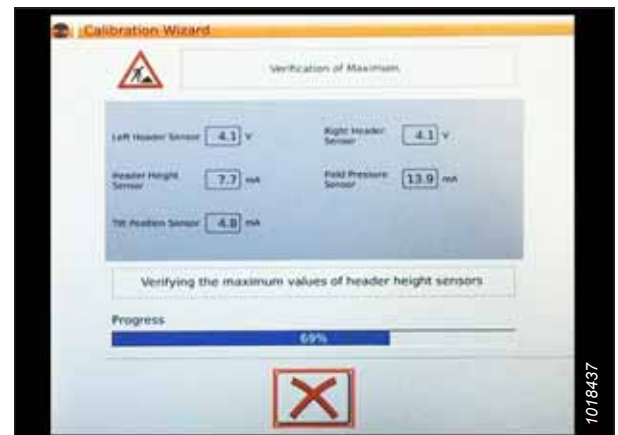 Calibration Wizard
Verification of Maximum
Left Header Sensor 4.1 V
Right Header Sensor 4.1 V
Header Height Sensor 7.7 mA
Field Pressure Sensor 13.9 mA
Tilt Position Sensor 4.8 mA
Verifying the maximum values of header height sensors
Progress
69%
1018437